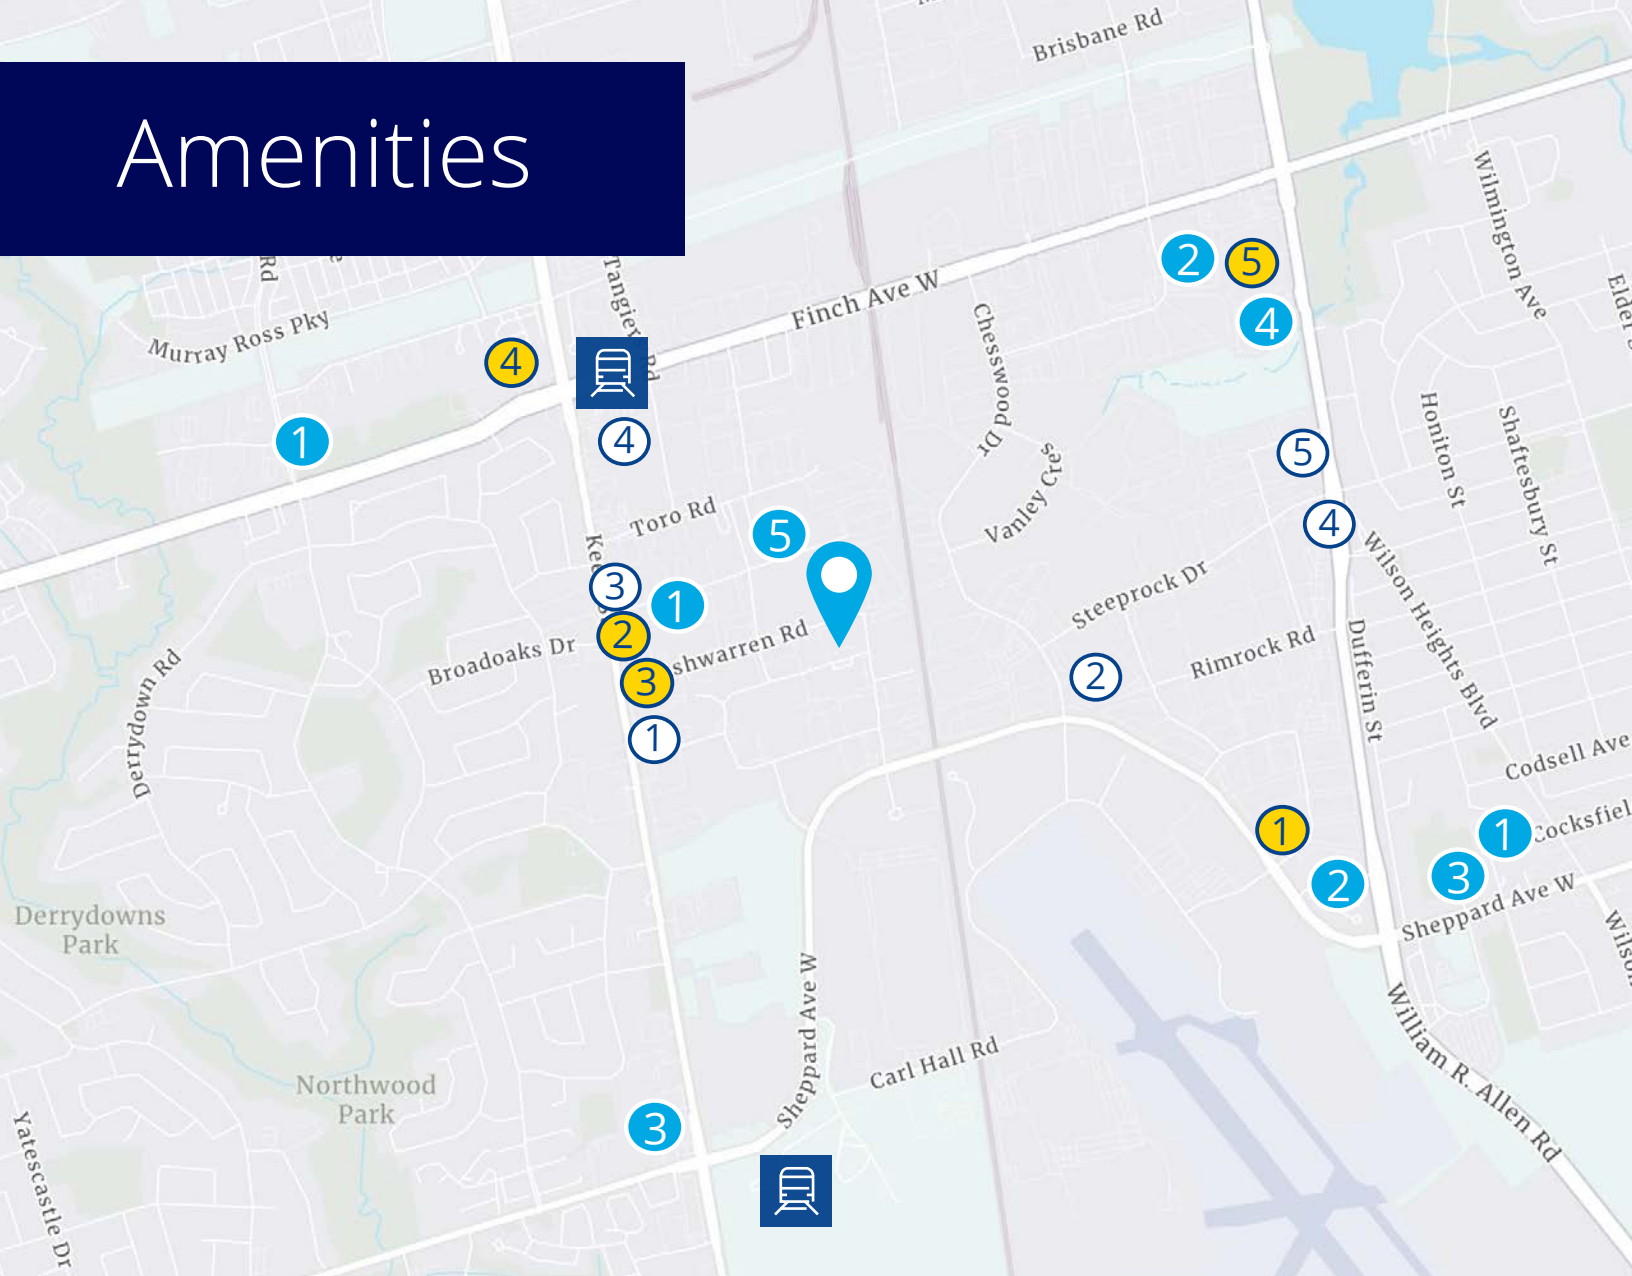 Brisbane Rd
Amenities
Wilmington Ave
Rd
Tangiers Rd
Finch Ave W
Murray Ross Pky
2
5
4
4
Chesswood Dr
1
4
Vanley Cres
Honiton St
Shaftesbury St
5
4
Toro Rd
5
3
1
2
3
1
Broadoaks Dr
shwarren Rd
Steeprock Dr
Rimrock Rd
2
Wilson Heights Blvd
Dufferin St
Derrydown Rd
Codsell Ave
1
1
Cocksfiel
2
3
Sheppard Ave W
Derrydowns
Park
Sheppard Ave W
William R. Allen Rd
Carl Hall Rd
Northwood
Park
3
Yatescastle Dr